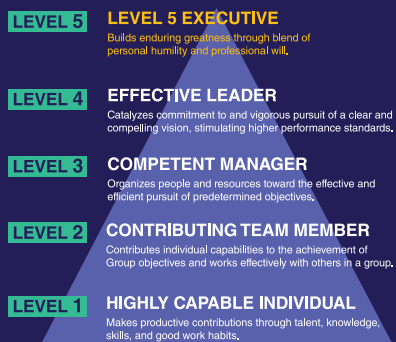 LEVEL 5
LEVEL 5 EXECUTIVE
Builds enduring greatness through blend of
personal humility and professional will.
LEVEL 4
EFFECTIVE LEADER
Catalyzes commitment to and vigorous pursuit of a clear and
compelling vision, stimulating higher performance standards.
LEVEL 3
COMPETENT MANAGER
Organizes people and resources toward the effective and
efficient pursuit of predetermined objectives.
LEVEL 2
CONTRIBUTING TEAM MEMBER
Contributes individual capabilities to the achievement of
Group objectives and works effectively with others in a group.
LEVEL 1
HIGHLY CAPABLE INDIVIDUAL
Makes productive contributions through talent, knowledge,
skills, and good work habits.